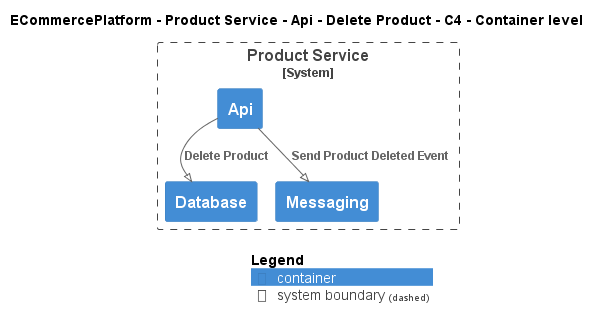 ECommercePlatform - Product Service - Api - Delete Product - C4 - Container level
Product Service
[System]
Api
Delete Product
Send Product Deleted Event
Database
Messaging
Legend
container
system boundary (dashed)